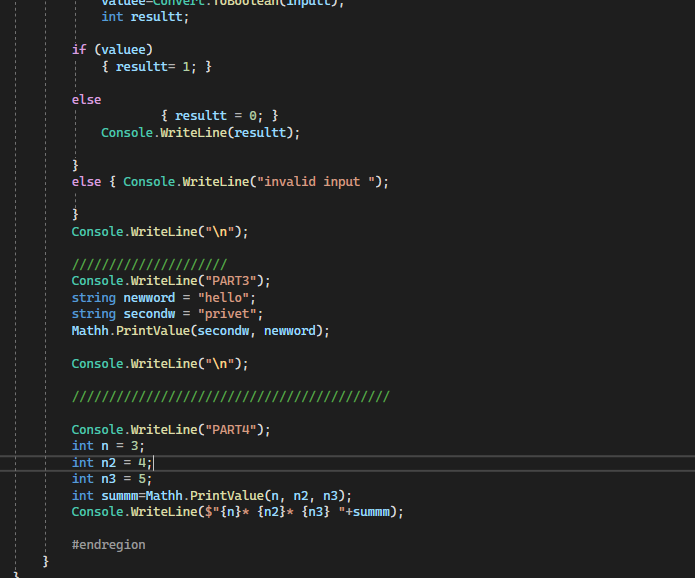 valuee=Convert.ToBoolean(inputt);
int resultt;
if (valuee)
{ resultt= 1; }
else
{ resultt = 0; }
Console.WriteLine(resultt);
}
else { Console.WriteLine("invalid input ");
}
Console.WriteLine("\n");
/////////////////////
Console.WriteLine("PART3");
string newword = "hello";
string secondw = "privet";
Mathh.PrintValue(secondw, newword);
Console.WriteLine("\n");
///////////////////////////////////////////
Console.WriteLine("PART4");
int n = 3;
int n2 = 4;
int n3 = 5;
int summm=Mathh.PrintValue(n, n2, n3);
Console.WriteLine($"{n}* {n2}* {n3} "+summm);
#endregion
}
}